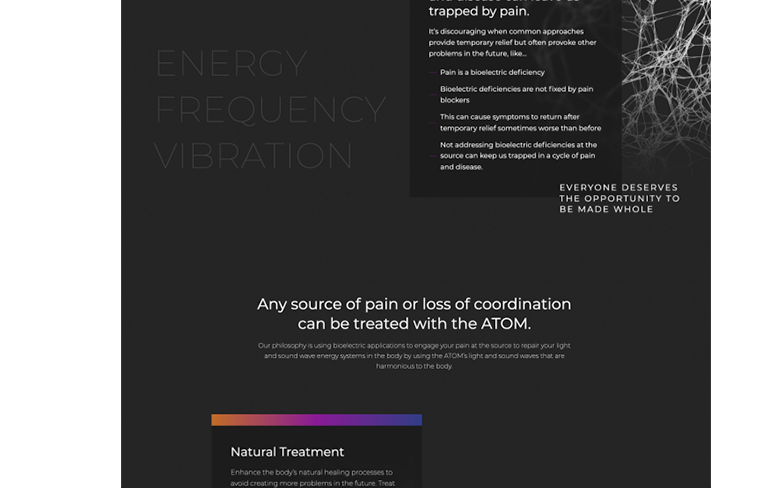 trapped by pain.
It's discouraging when common approaches
provide temporary relief but often provoke other
problems in the future, like...
Pain is a bioelectric deficiency
Bioelectric deficiencies are not fixed by pain
blockers
This can cause symptoms to return after
temporary relief sometimes worse than before
Not addressing bioelectric deficiencies at the
source can keep us trapped in a cycle of pain
and disease.
ENERGY
FREQUENCY
VIBRATION
EVERYONE DESERVES
THE OPPORTUNITY TO
BE MADE WHOLE
Any source of pain or loss of coordination
can be treated with the ATOM.
Our philosophy is using bioelectric applications to engage your pain at the source to repair your light
and sound wave energy systems in the body by using the ATOM's light and sound waves that are
harmonious to the body.
Natural Treatment
Enhance the body's natural healing processes to
avoid creating more problems in the future. Treat